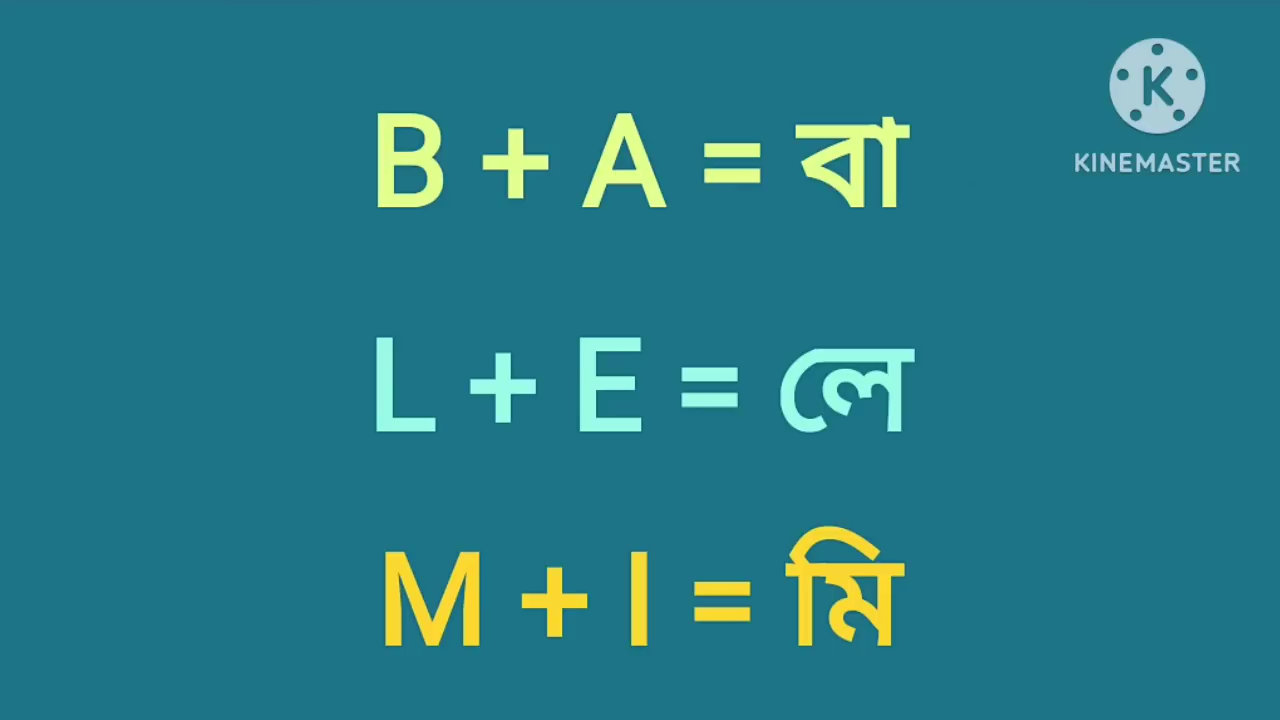 B + A = বা
KINEMASTER
L + E = লে
M + I = মি